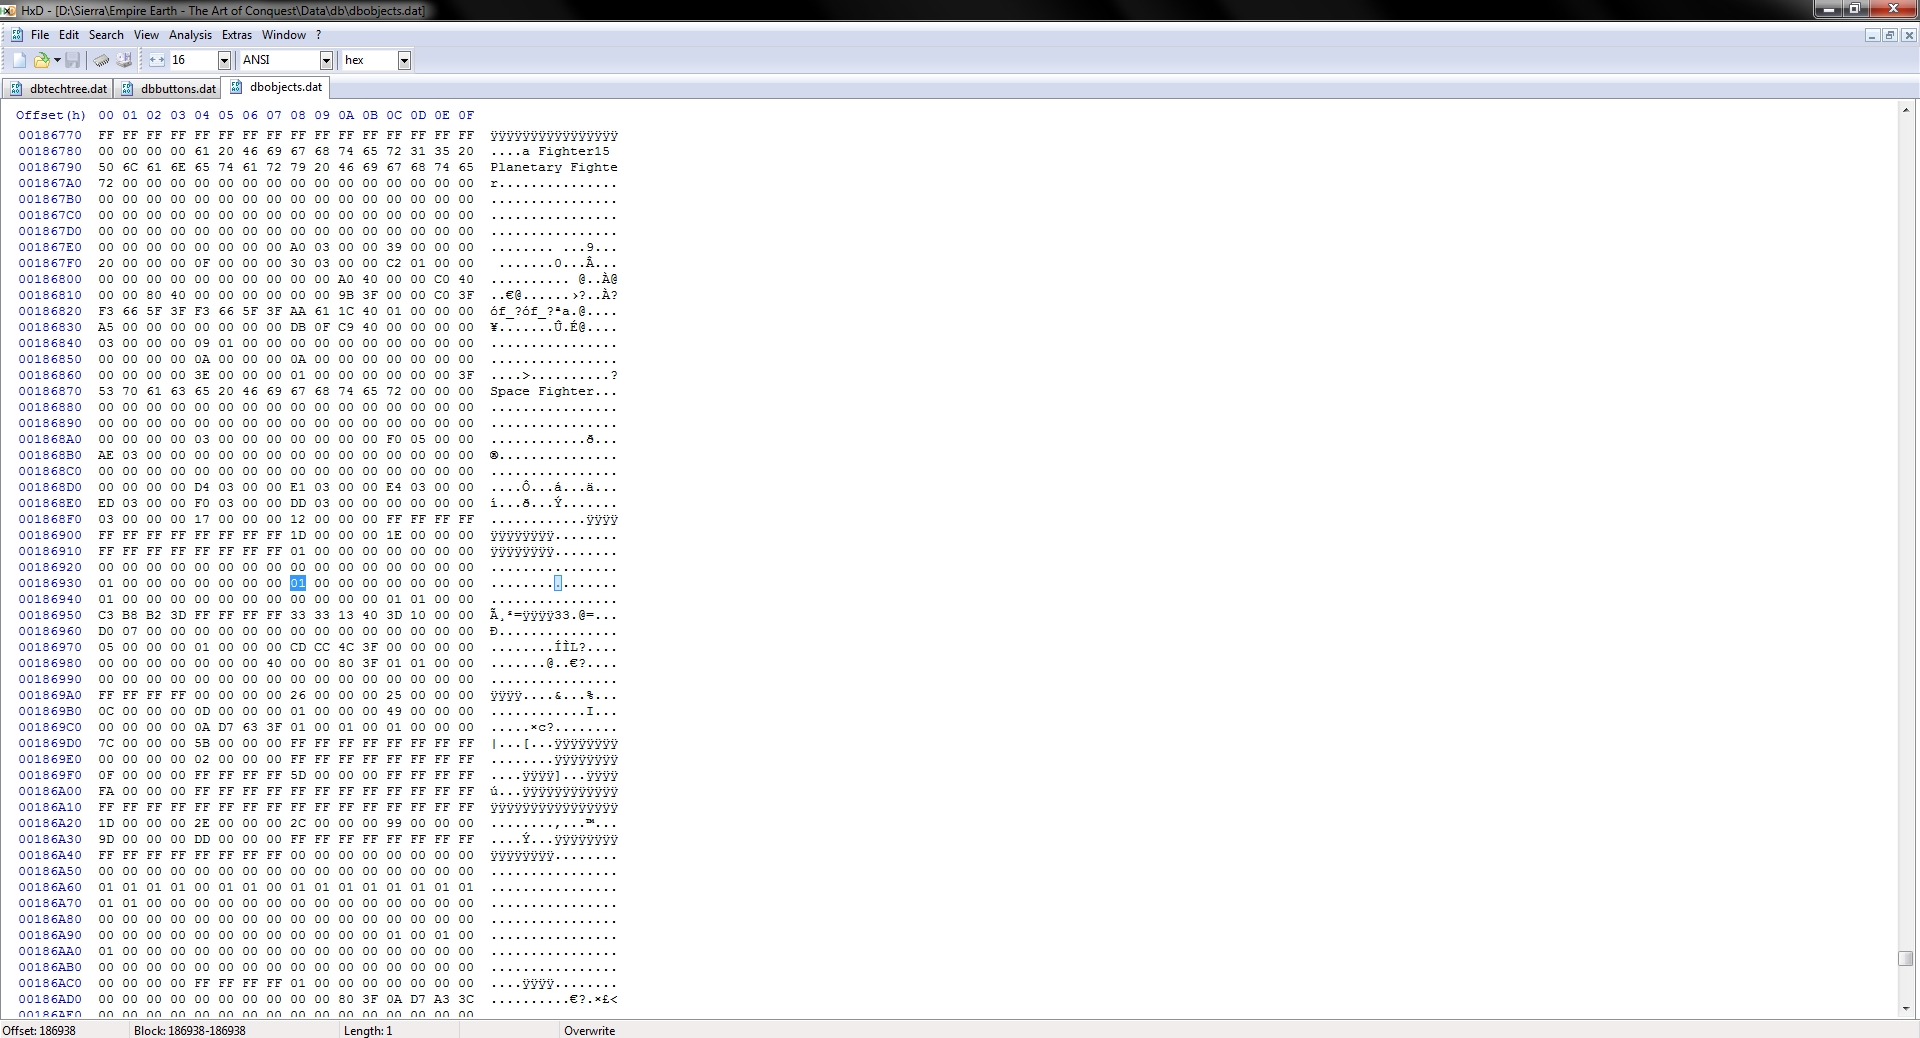 HxD - [D:\Sierra\Empire Earth - The Art of Conquest\Data\db\dbobjects.dat]
File Edit Search View Analysis Extras Window ?
16 ANSI hex
dbtechtree.dat dbbuttons.dat dbobjects.dat
Offset(h) 00 01 02 03 04 05 06 07 08 09 0A 0B 0C 0D 0E 0F
00186770 FF FF FF FF FF FF FF FF FF FF FF FF FF FF FF FF ÿÿÿÿÿÿÿÿÿÿÿÿÿÿÿÿ
00186780 00 00 00 00 61 20 46 69 67 68 74 65 72 31 35 20 ....a Fighter15
00186790 50 6C 61 6E 65 74 61 72 79 20 46 69 67 68 74 65 Planetary Fighte
001867A0 72 00 00 00 00 00 00 00 00 00 00 00 00 00 00 00 r...............
001867B0 00 00 00 00 00 00 00 00 00 00 00 00 00 00 00 00 ................
001867C0 00 00 00 00 00 00 00 00 00 00 00 00 00 00 00 00 ................
001867D0 00 00 00 00 00 00 00 00 00 00 00 00 00 00 00 00 ................
001867E0 00 00 00 00 00 00 00 00 A0 03 00 00 39 00 00 00 ........ ...9...
001867F0 20 00 00 00 0F 00 00 00 30 03 00 00 C2 01 00 00  .......0...Â...
00186800 00 00 00 00 00 00 00 00 00 00 A0 40 00 00 C0 40 .......... @..À@
00186810 00 00 80 40 00 00 00 00 00 00 9B 3F 00 00 C0 3F ..€@......›?..À?
00186820 F3 66 5F 3F F3 66 5F 3F AA 61 1C 40 01 00 00 00 óf_?óf_?ªa.@....
00186830 A5 00 00 00 00 00 00 00 DB 0F C9 40 00 00 00 00 ¥.......Û.É@....
00186840 03 00 00 00 09 01 00 00 00 00 00 00 00 00 00 00 ................
00186850 00 00 00 00 0A 00 00 00 0A 00 00 00 00 00 00 00 ................
00186860 00 00 00 00 3E 00 00 00 01 00 00 00 00 00 00 3F ....>..........?
00186870 53 70 61 63 65 20 46 69 67 68 74 65 72 00 00 00 Space Fighter...
00186880 00 00 00 00 00 00 00 00 00 00 00 00 00 00 00 00 ................
00186890 00 00 00 00 00 00 00 00 00 00 00 00 00 00 00 00 ................
001868A0 00 00 00 00 03 00 00 00 00 00 00 00 F0 05 00 00 ............ð...
001868B0 AE 03 00 00 00 00 00 00 00 00 00 00 00 00 00 00 ®...............
001868C0 00 00 00 00 00 00 00 00 00 00 00 00 00 00 00 00 ................
001868D0 00 00 00 00 D4 03 00 00 E1 03 00 00 E4 03 00 00 ....Ô...á...ä...
001868E0 ED 03 00 00 F0 03 00 00 DD 03 00 00 00 00 00 00 í...ð...Ý.......
001868F0 03 00 00 00 17 00 00 00 12 00 00 00 FF FF FF FF ............ÿÿÿÿ
00186900 FF FF FF FF FF FF FF FF 1D 00 00 00 1E 00 00 00 ÿÿÿÿÿÿÿÿ........
00186910 FF FF FF FF FF FF FF FF 01 00 00 00 00 00 00 00 ÿÿÿÿÿÿÿÿ........
00186920 00 00 00 00 00 00 00 00 00 00 00 00 00 00 00 00 ................
00186930 01 00 00 00 00 00 00 00 01 00 00 00 00 00 00 00 ................
00186940 01 00 00 00 00 00 00 00 00 00 00 00 01 01 00 00 ................
00186950 C3 B8 B2 3D FF FF FF FF 33 33 13 40 3D 10 00 00 Ã¸²=ÿÿÿÿ33.@=...
00186960 D0 07 00 00 00 00 00 00 00 00 00 00 00 00 00 00 Ð...............
00186970 05 00 00 00 01 00 00 00 CD CC 4C 3F 00 00 00 00 ........ÍÌL?....
00186980 00 00 00 00 00 00 00 40 00 00 80 3F 01 01 00 00 .......@..€?....
00186990 00 00 00 00 00 00 00 00 00 00 00 00 00 00 00 00 ................
001869A0 FF FF FF FF 00 00 00 00 26 00 00 00 25 00 00 00 ÿÿÿÿ....&...%...
001869B0 0C 00 00 00 0D 00 00 00 01 00 00 00 49 00 00 00 ............I...
001869C0 00 00 00 00 0A D7 63 3F 01 00 01 00 01 00 00 00 .....×c?........
001869D0 7C 00 00 00 5B 00 00 00 FF FF FF FF FF FF FF FF |...[...ÿÿÿÿÿÿÿÿ
001869E0 00 00 00 00 02 00 00 00 FF FF FF FF FF FF FF FF ........ÿÿÿÿÿÿÿÿ
001869F0 0F 00 00 00 FF FF FF FF 5D 00 00 00 FF FF FF FF ....ÿÿÿÿ]...ÿÿÿÿ
00186A00 FA 00 00 00 FF FF FF FF FF FF FF FF FF FF FF FF ú...ÿÿÿÿÿÿÿÿÿÿÿÿ
00186A10 FF FF FF FF FF FF FF FF FF FF FF FF FF FF FF FF ÿÿÿÿÿÿÿÿÿÿÿÿÿÿÿÿ
00186A20 1D 00 00 00 2E 00 00 00 2C 00 00 00 99 00 00 00 ........,...™...
00186A30 9D 00 00 00 DD 00 00 00 FF FF FF FF FF FF FF FF ....Ý...ÿÿÿÿÿÿÿÿ
00186A40 FF FF FF FF FF FF FF FF 00 00 00 00 00 00 00 00 ÿÿÿÿÿÿÿÿ........
00186A50 00 00 00 00 00 00 00 00 00 00 00 00 00 00 00 00 ................
00186A60 01 01 01 01 00 01 01 00 01 01 01 01 01 01 01 01 ................
00186A70 01 01 00 00 00 00 00 00 00 00 00 00 00 00 00 00 ................
00186A80 00 00 00 00 00 00 00 00 00 00 00 00 00 00 00 00 ................
00186A90 00 00 00 00 00 00 00 00 00 00 00 00 01 00 01 00 ................
00186AA0 01 00 00 00 00 00 00 00 00 00 00 00 00 00 00 00 ................
00186AB0 00 00 00 00 00 00 00 00 00 00 00 00 00 00 00 00 ................
00186AC0 00 00 00 00 FF FF FF FF 01 00 00 00 00 00 00 00 ....ÿÿÿÿ........
00186AD0 00 00 00 00 00 00 00 00 00 00 80 3F 0A D7 A3 3C ..........€?.×£<
00186AE0 00 00 00 00 00 00 00 00 00 00 00 00 00 00 00 00 ................
Offset: 186938 Block: 186938-186938 Length: 1 Overwrite